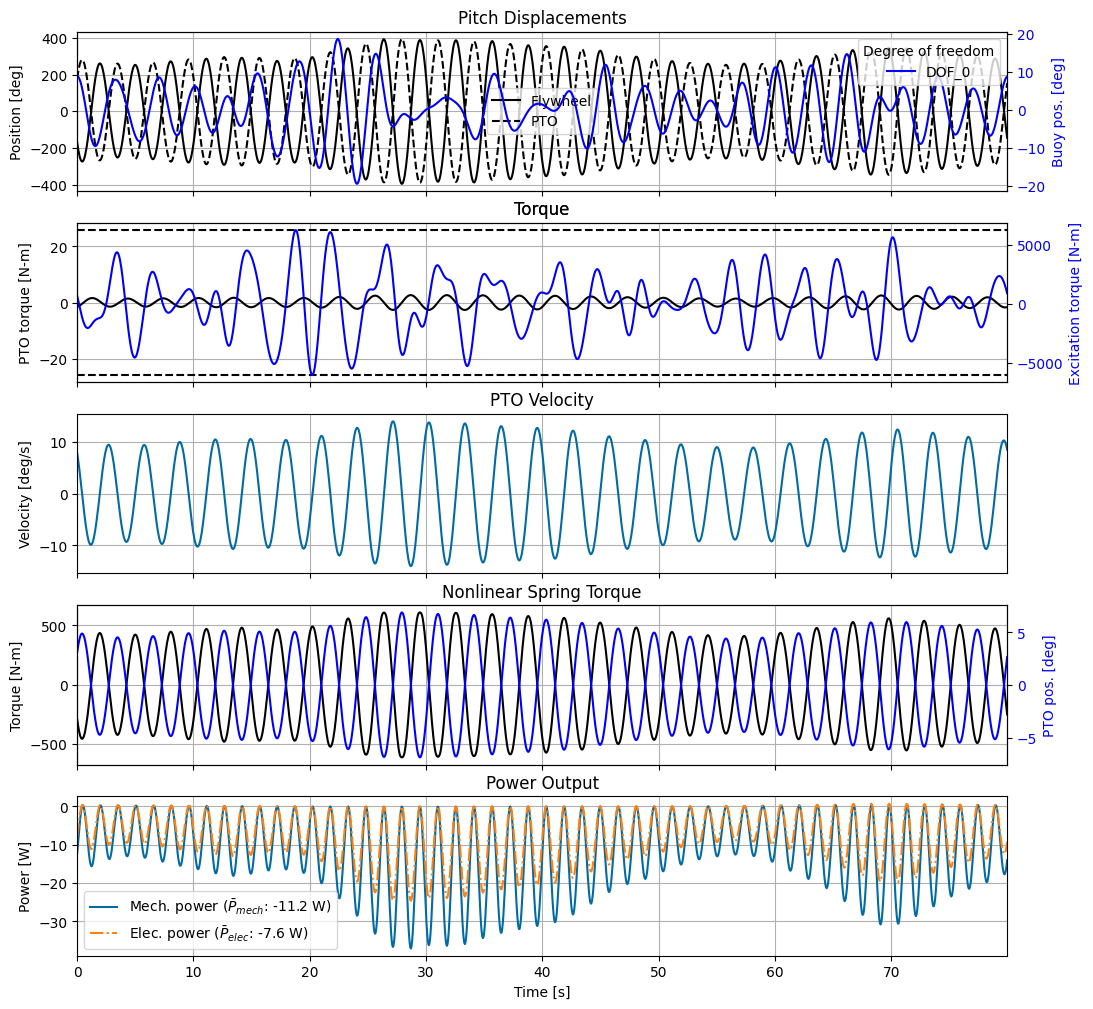 Pitch Displacements
Position [deg]
400
200
0
−200
−400
Flywheel
PTO
Degree of freedom
DOF_0
20
10
0
−10
−20
Buoy pos. [deg]
Torque
PTO torque [N-m]
20
0
−20
5000
0
−5000
Excitation torque [N-m]
PTO Velocity
Velocity [deg/s]
10
0
−10
Nonlinear Spring Torque
Torque [N-m]
500
0
−500
5
0
−5
PTO pos. [deg]
Power Output
Power [W]
0
−10
−20
−30
Mech. power (P̄mech: -11.2 W)
Elec. power (P̄elec: -7.6 W)
0 10 20 30 40 50 60 70
Time [s]